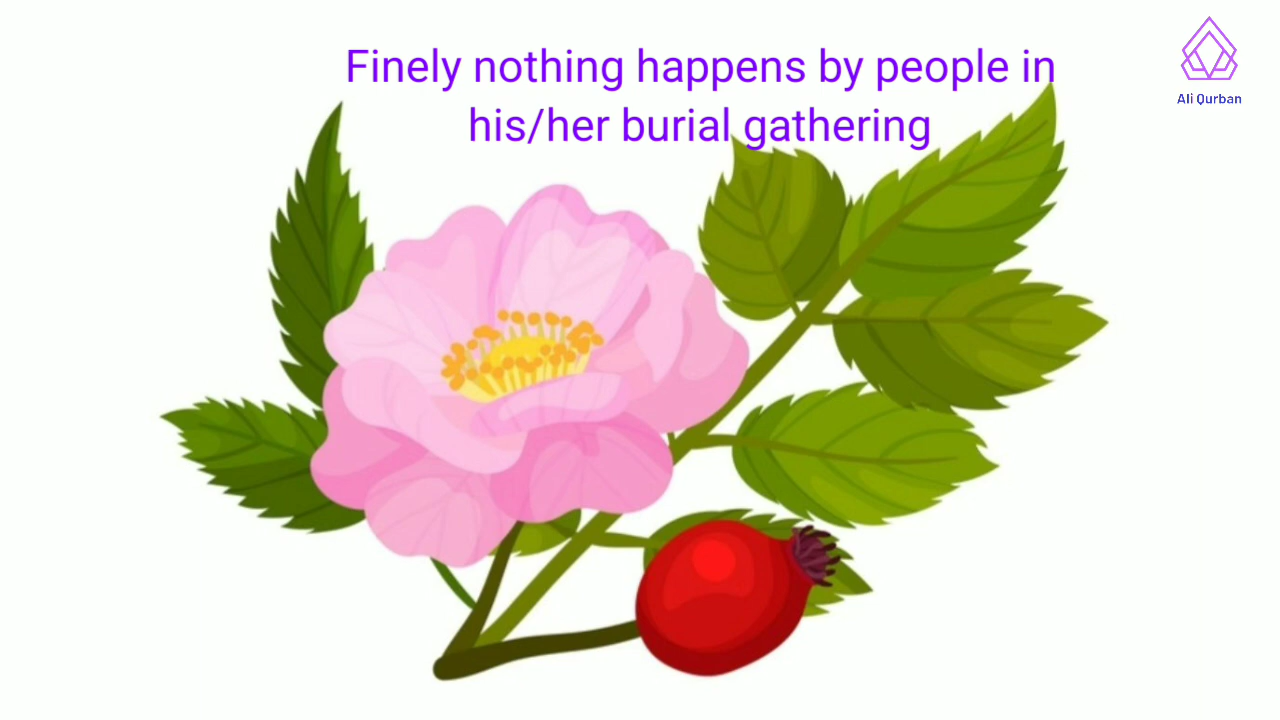 Finely nothing happens by people in
his/her burial gathering
Ali Qurban